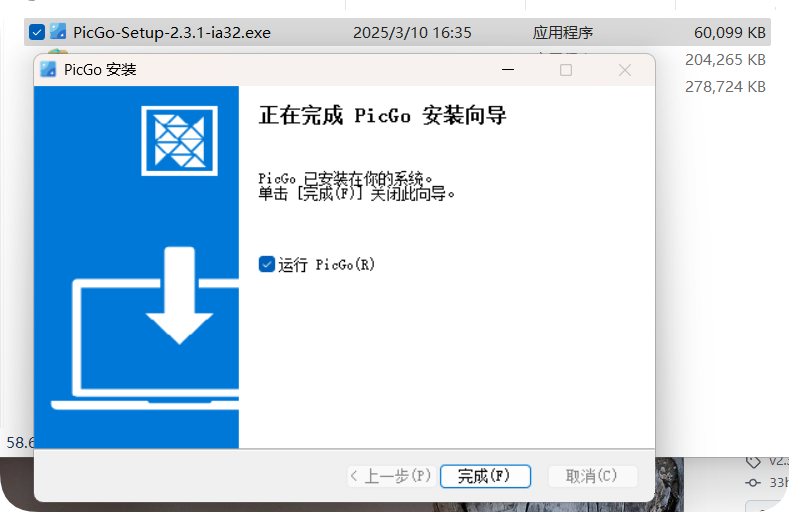 PicGo-Setup-2.3.1-ia32.exe 2025/3/10 16:35 应用程序 60,099 KB
204,265 KB
278,724 KB
PicGo 安装
正在完成 PicGo 安装向导
PicGo 已安装在你的系统。
单击 [完成(F)] 关闭此向导。
运行 PicGo(R)
58.6
< 上一步(P) 完成(F) 取消(C)